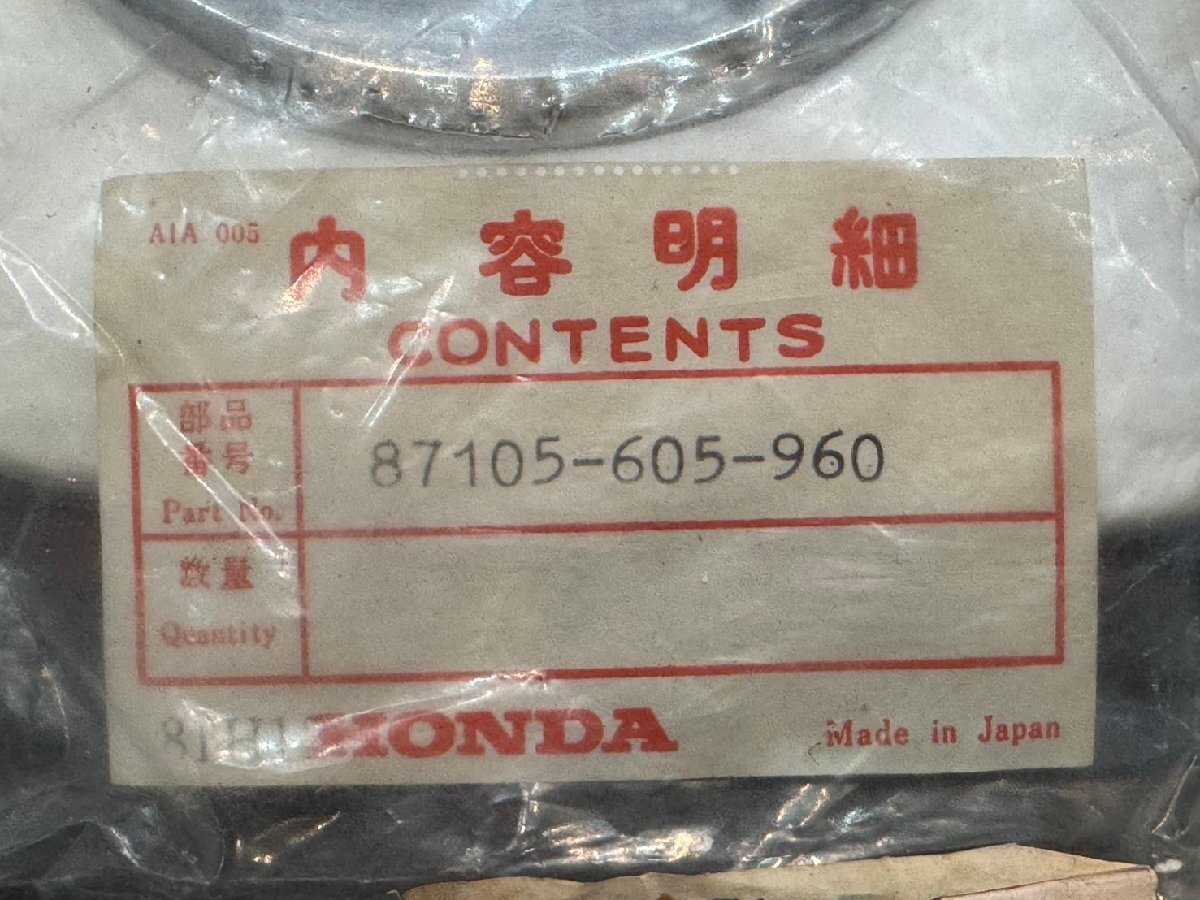 AIA 005
内容明細
CONTENTS
部品
番号
Part No.
87105-605-960
数量
Quantity
HONDA
Made in Japan